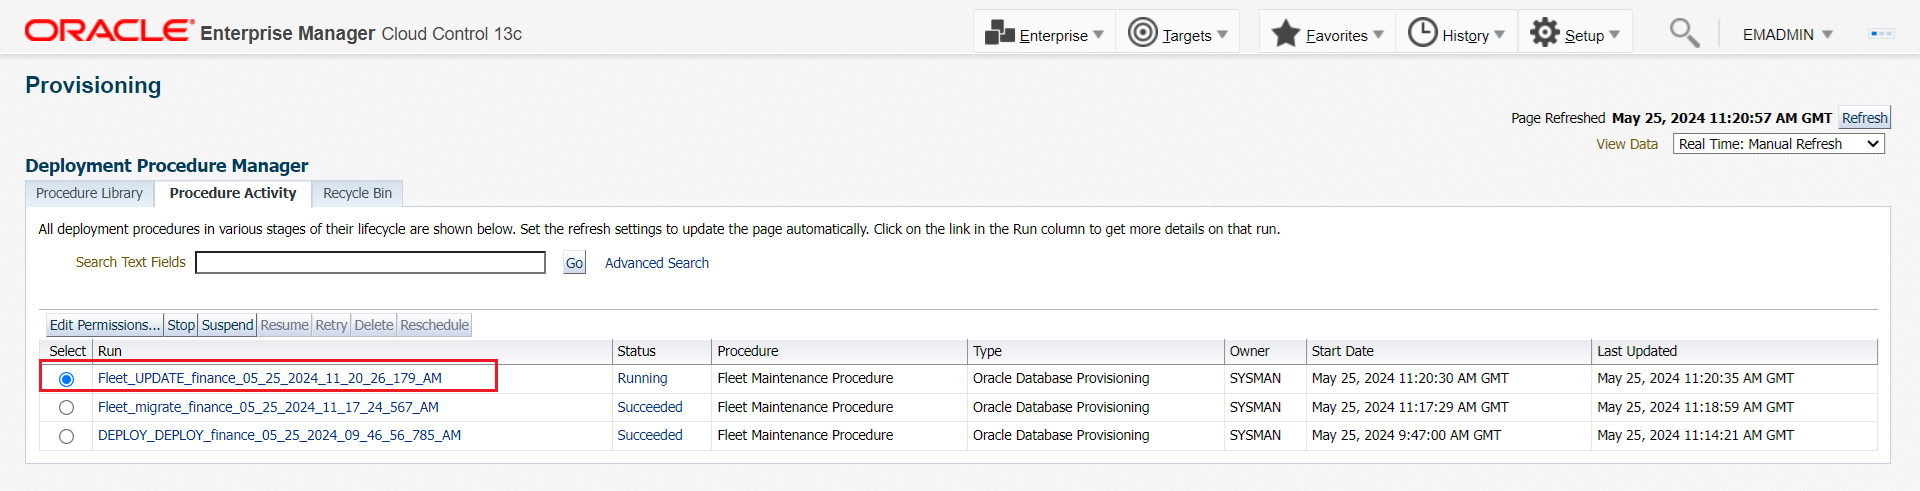 ORACLE Enterprise Manager Cloud Control 13c
Enterprise Targets Favorites History Setup EMADMIN
Provisioning
Page Refreshed May 25, 2024 11:20:57 AM GMT Refresh
View Data Real Time: Manual Refresh
Deployment Procedure Manager
Procedure Library Procedure Activity Recycle Bin
All deployment procedures in various stages of their lifecycle are shown below. Set the refresh settings to update the page automatically. Click on the link in the Run column to get more details on that run.
Search Text Fields Go Advanced Search
Edit Permissions... Stop Suspend Resume Retry Delete Reschedule
Select Run Status Procedure Type Owner Start Date Last Updated
Fleet_UPDATE_finance_05_25_2024_11_20_26_179_AM Running Fleet Maintenance Procedure Oracle Database Provisioning SYSMAN May 25, 2024 11:20:30 AM GMT May 25, 2024 11:20:35 AM GMT
Fleet_migrate_finance_05_25_2024_11_17_24_567_AM Succeeded Fleet Maintenance Procedure Oracle Database Provisioning SYSMAN May 25, 2024 11:17:29 AM GMT May 25, 2024 11:18:59 AM GMT
DEPLOY_DEPLOY_finance_05_25_2024_09_46_56_785_AM Succeeded Fleet Maintenance Procedure Oracle Database Provisioning SYSMAN May 25, 2024 9:47:00 AM GMT May 25, 2024 11:14:21 AM GMT